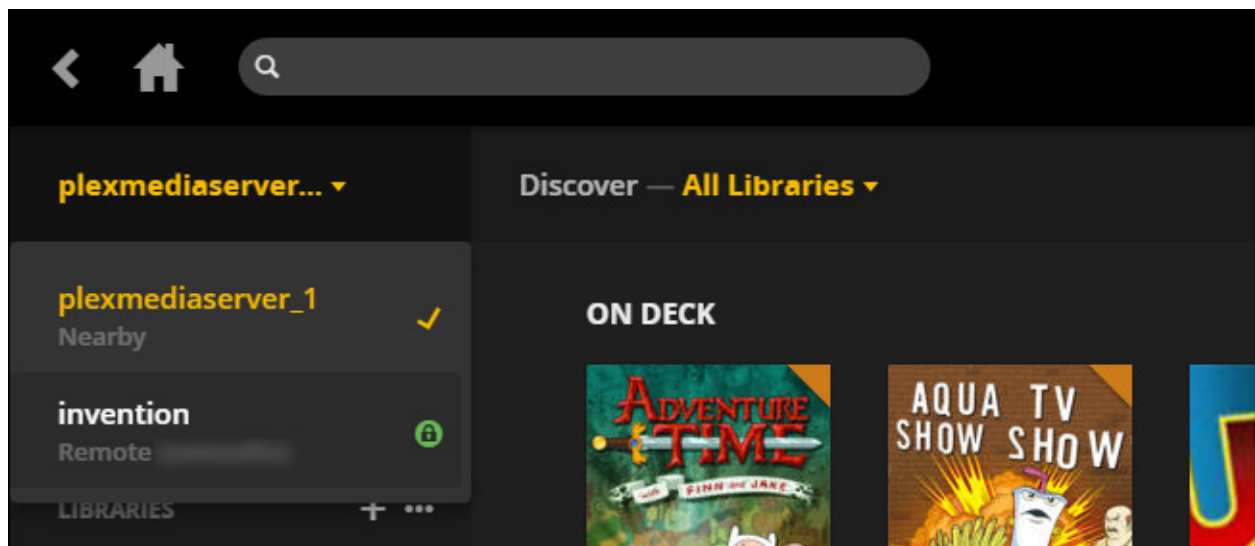 plexmediaserver...
Discover — All Libraries
plexmediaserver_1
Nearby
invention
Remote
LIBRARIES
ON DECK
ADVENTURE
TIME
with FINN and JAKE
AQUA TV
SHOW SHOW